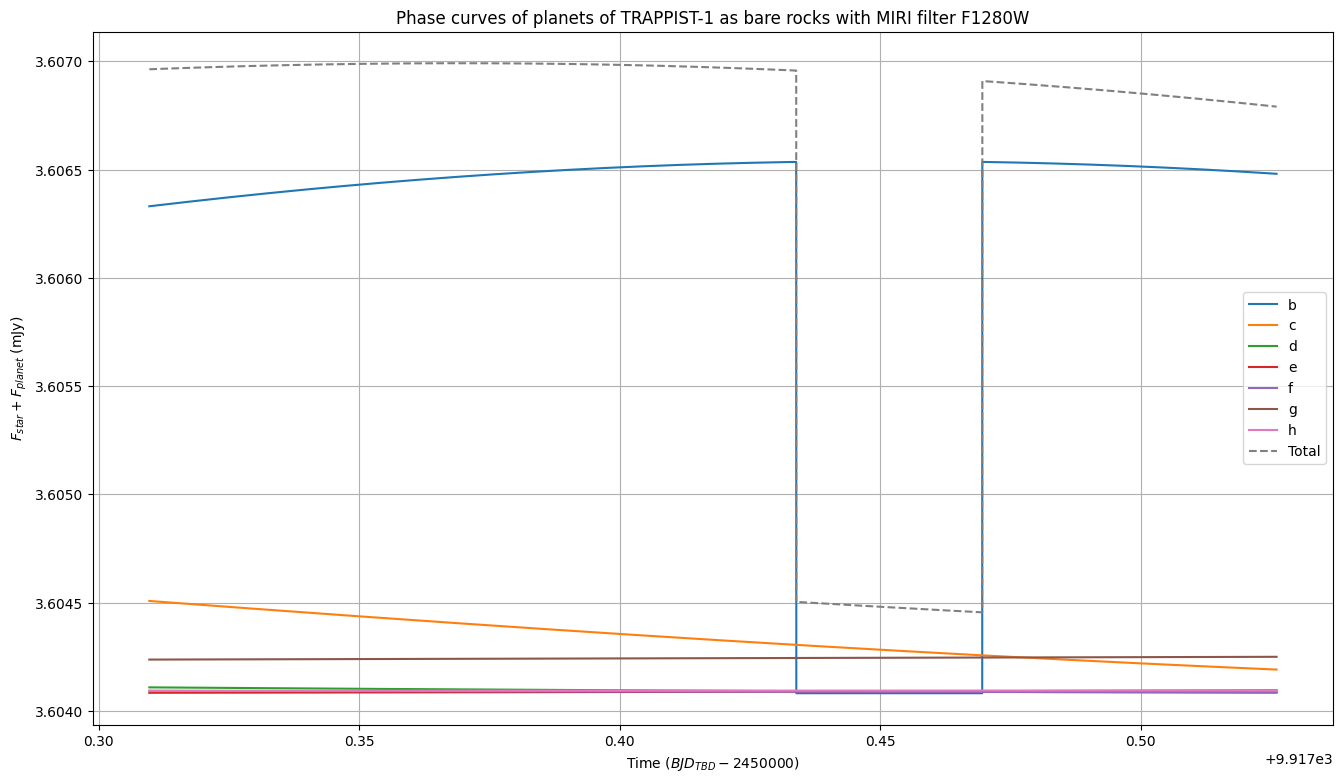 Phase curves of planets of TRAPPIST-1 as bare rocks with MIRI filter F1280W
3.6070
3.6065
3.6060
3.6055
3.6050
3.6045
3.6040
F_{star} + F_{planet} (mJy)
b
c
d
e
f
g
h
Total
0.30
0.35
0.40
0.45
0.50
+9.917e3
Time (BJD_{TBD} − 2450000)